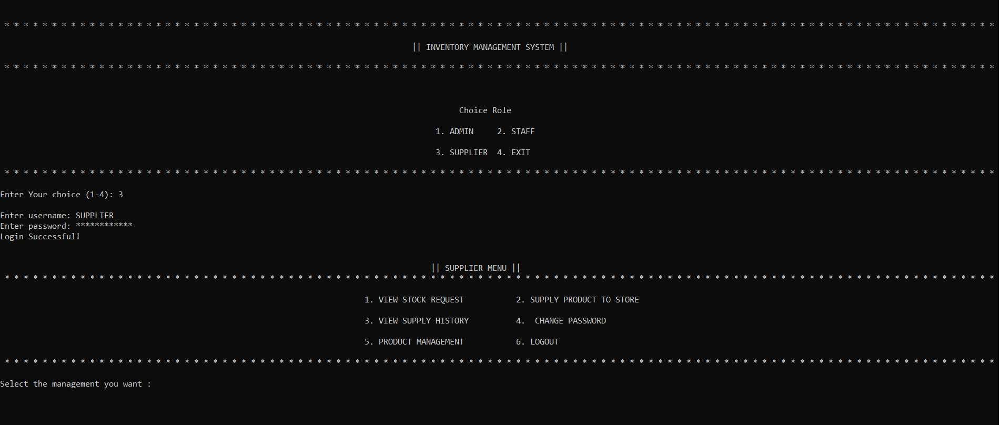 * * * * * * * * * * * * * * * * * * * * * * * * * * * * * * * * * * * * * * * * * * * * * * * * * * * * * * * * * * * * * * * * * * * * * * * * * * * * * * * * * * * * * * * * * * * * * * * * * * * * * * * * *
|| INVENTORY MANAGEMENT SYSTEM ||
* * * * * * * * * * * * * * * * * * * * * * * * * * * * * * * * * * * * * * * * * * * * * * * * * * * * * * * * * * * * * * * * * * * * * * * * * * * * * * * * * * * * * * * * * * * * * * * * * * * * * * * * *
Choice Role
1. ADMIN     2. STAFF
3. SUPPLIER  4. EXIT
* * * * * * * * * * * * * * * * * * * * * * * * * * * * * * * * * * * * * * * * * * * * * * * * * * * * * * * * * * * * * * * * * * * * * * * * * * * * * * * * * * * * * * * * * * * * * * * * * * * * * * * * *
Enter Your choice (1-4): 3
Enter username: SUPPLIER
Enter password: ************
Login Successful!
|| SUPPLIER MENU ||
* * * * * * * * * * * * * * * * * * * * * * * * * * * * * * * * * * * * * * * * * * * * * * * * * * * * * * * * * * * * * * * * * * * * * * * * * * * * * * * * * * * * * * * * * * * * * * * * * * * * * * * * *
1. VIEW STOCK REQUEST           2. SUPPLY PRODUCT TO STORE
3. VIEW SUPPLY HISTORY          4.  CHANGE PASSWORD
5. PRODUCT MANAGEMENT           6. LOGOUT
* * * * * * * * * * * * * * * * * * * * * * * * * * * * * * * * * * * * * * * * * * * * * * * * * * * * * * * * * * * * * * * * * * * * * * * * * * * * * * * * * * * * * * * * * * * * * * * * * * * * * * * * *
Select the management you want :